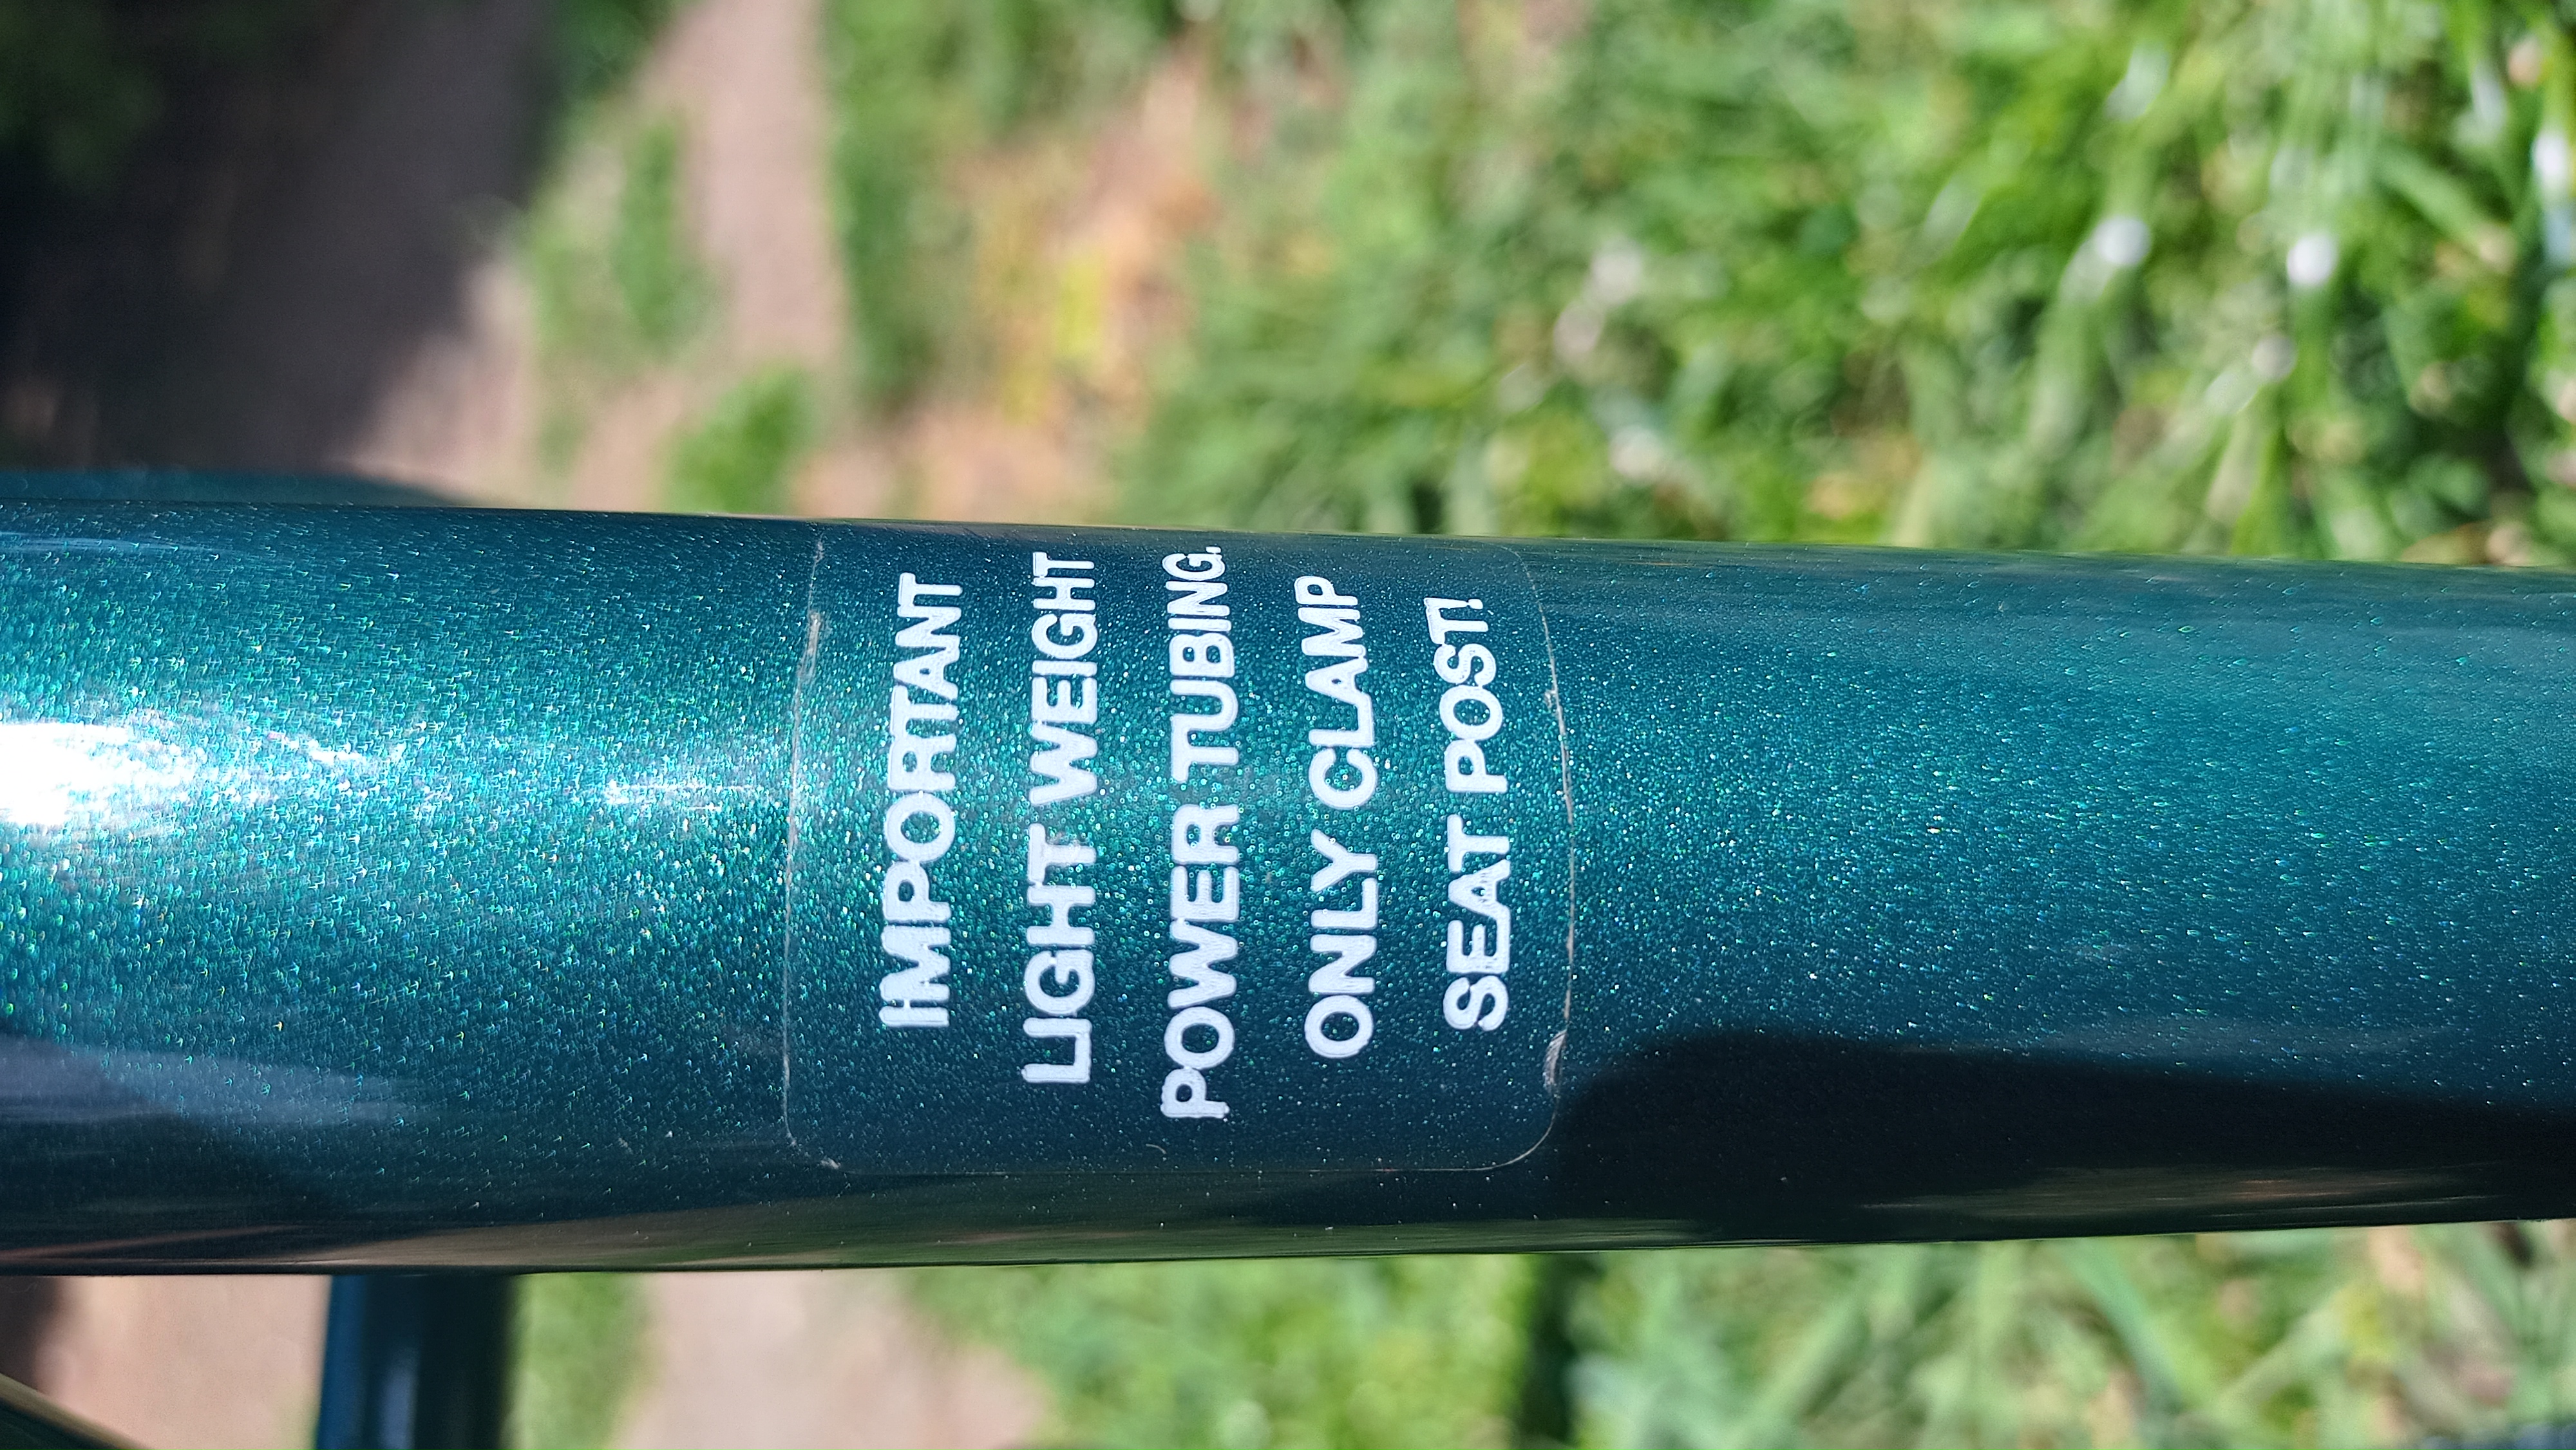 IMPORTANT
LIGHT WEIGHT
POWER TUBING.
ONLY CLAMP
SEAT POST!